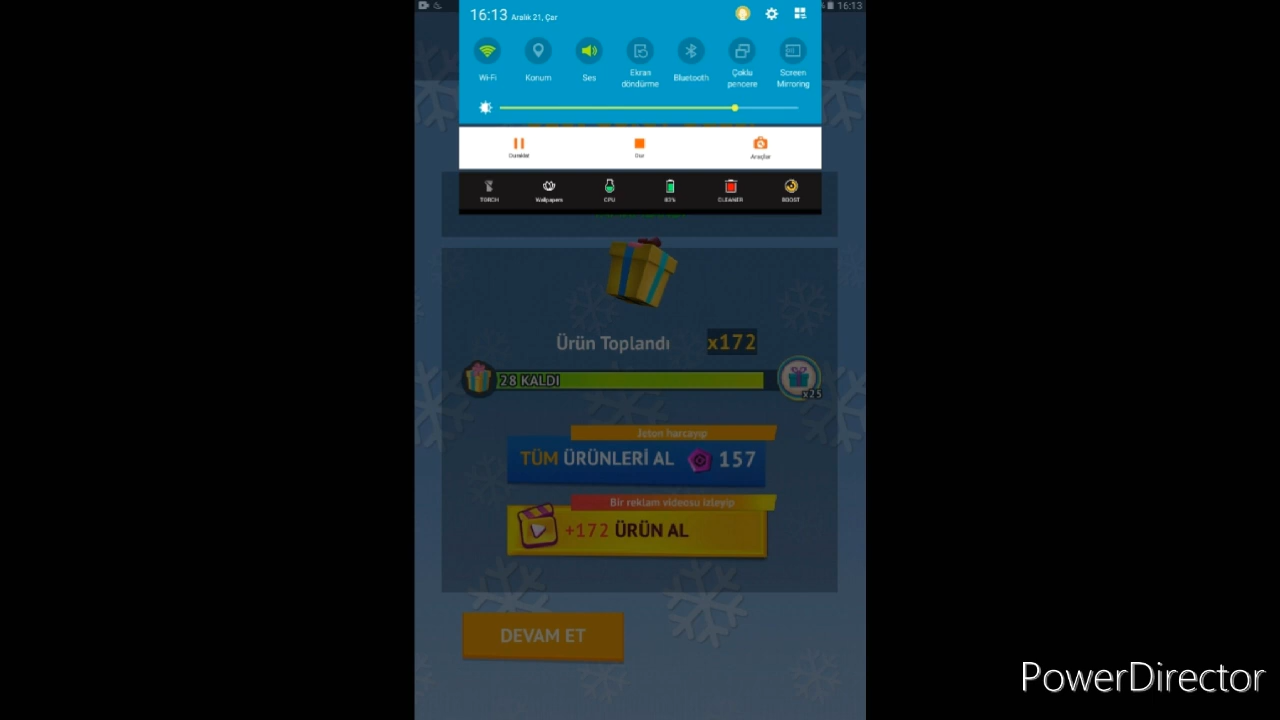 16:13 Aralık 21, Çar
16:13
Wi-Fi
Konum
Ses
Ekran
döndürme
Bluetooth
Çoklu
pencere
Screen
Mirroring
Duraklat
Dur
Araçlar
TORCH
Wallpapers
CPU
83%
CLEANER
BOOST
Ürün Toplandı x172
28 KALDI
x25
Jeton harcayıp
TÜM ÜRÜNLERİ AL 157
Bir reklam videosu izleyip
+172 ÜRÜN AL
DEVAM ET
PowerDirector